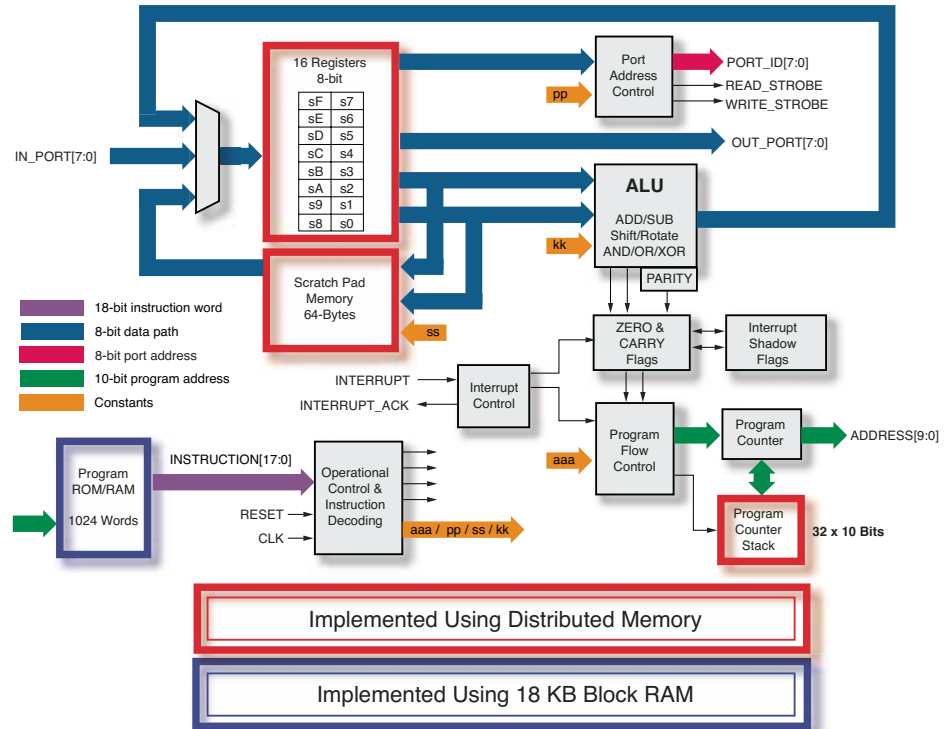 16 Registers
8-bit
sF s7
sE s6
sD s5
sC s4
sB s3
sA s2
s9 s1
s8 s0
IN_PORT[7:0]
Port
Address
Control
pp
PORT_ID[7:0]
READ_STROBE
WRITE_STROBE
OUT_PORT[7:0]
ALU
ADD/SUB
Shift/Rotate
AND/OR/XOR
kk
PARITY
Scratch Pad
Memory
64-Bytes
ss
18-bit instruction word
8-bit data path
8-bit port address
10-bit program address
Constants
ZERO &
CARRY
Flags
Interrupt
Shadow
Flags
INTERRUPT
INTERRUPT_ACK
Interrupt
Control
Program
Flow
Control
aaa
Program
Counter
ADDRESS[9:0]
Program
Counter
Stack
32 x 10 Bits
Program
ROM/RAM
1024 Words
INSTRUCTION[17:0]
RESET
CLK
Operational
Control &
Instruction
Decoding
aaa / pp / ss / kk
Implemented Using Distributed Memory
Implemented Using 18 KB Block RAM